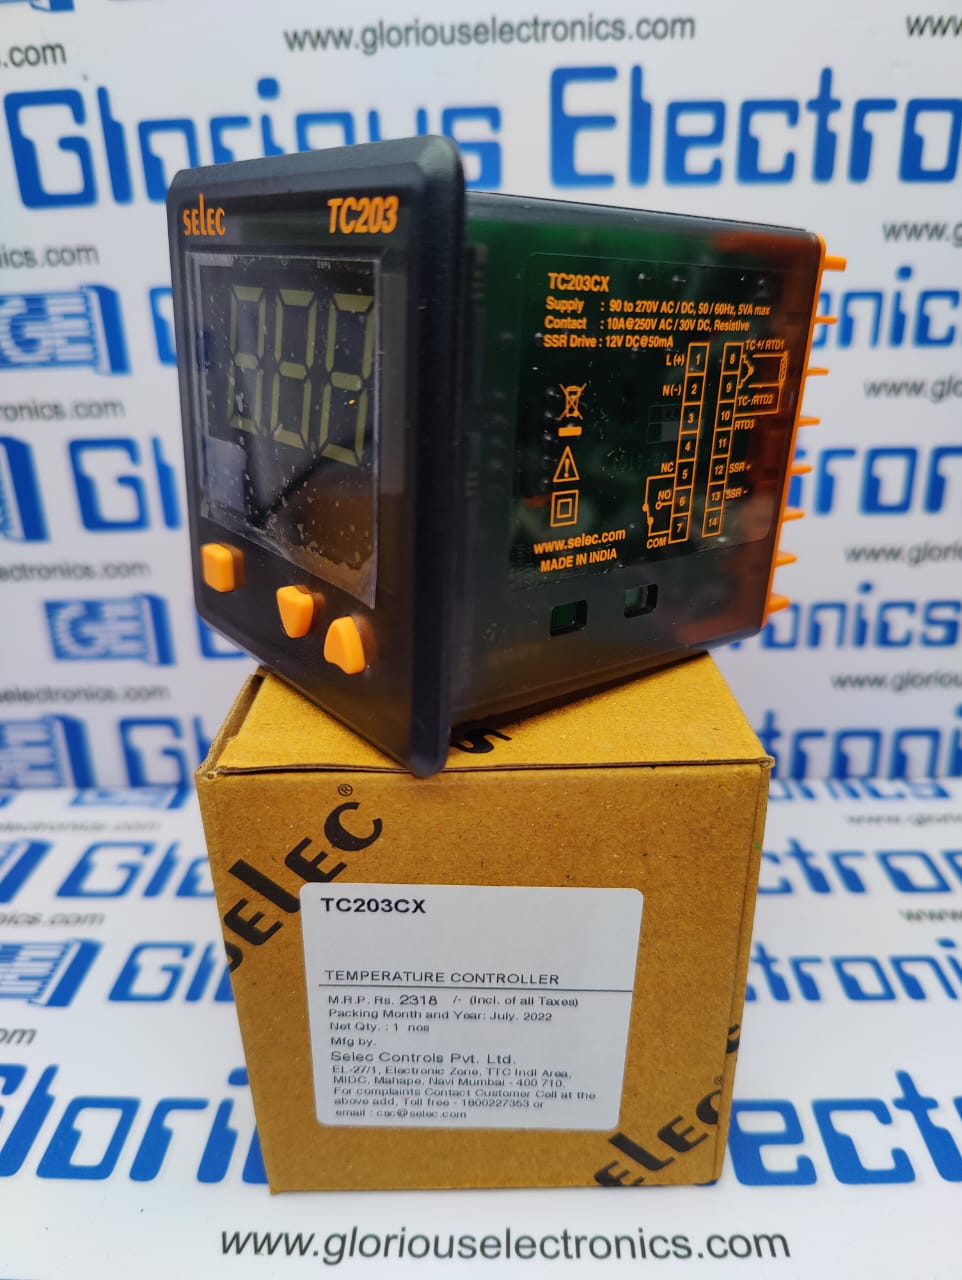 www.gloriouselectronics.com
Glorious Electro
SELEC
TC203
TC203CX
Supply : 90 to 270V AC / DC, 50 / 60Hz, 5VA max
Contact : 10A@250V AC / 30V DC, Resistive
SSR Drive : 12V DC@50mA
L (+) 1 8 TC+/ RTD1
N(-) 2 9 TC-/RTD2
3 10 RTD3
4 11
NC 5 12 SSR +
NO 6 13 SSR -
COM 7 14
www.selec.com
MADE IN INDIA
SELEC®
TC203CX
TEMPERATURE CONTROLLER
M.R.P. Rs. 2318 /- (Incl. of all Taxes)
Packing Month and Year: July. 2022
Net Qty. : 1 nos
Mfg by.
Selec Controls Pvt. Ltd.
EL-27/1, Electronic Zone, TTC Indl Area,
MIDC, Mahape, Navi Mumbai - 400 710.
For complaints Contact Customer Cell at the
above add, Toll free - 1800227353 or
email : csc@selec.com
SELEC
www.gloriouselectronics.com